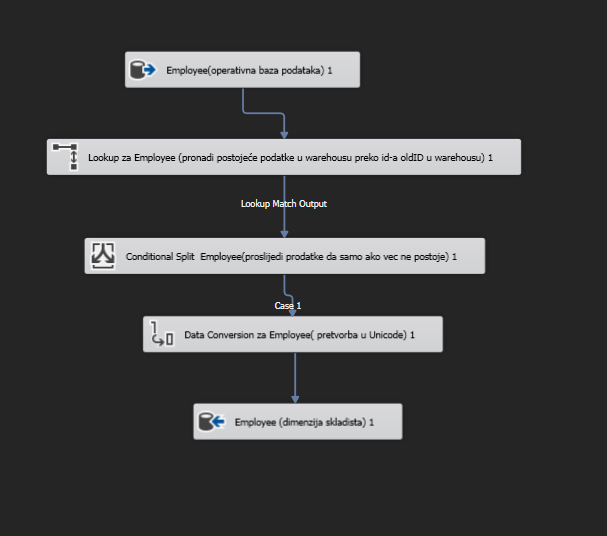 Employee(operativna baza podataka) 1
Lookup za Employee (pronadi postojeće podatke u warehousu preko id-a oldID u warehousu) 1
Lookup Match Output
Conditional Split  Employee(proslijedi prodatke da samo ako vec ne postoje) 1
Case 1
Data Conversion za Employee( pretvorba u Unicode) 1
Employee (dimenzija skladista) 1